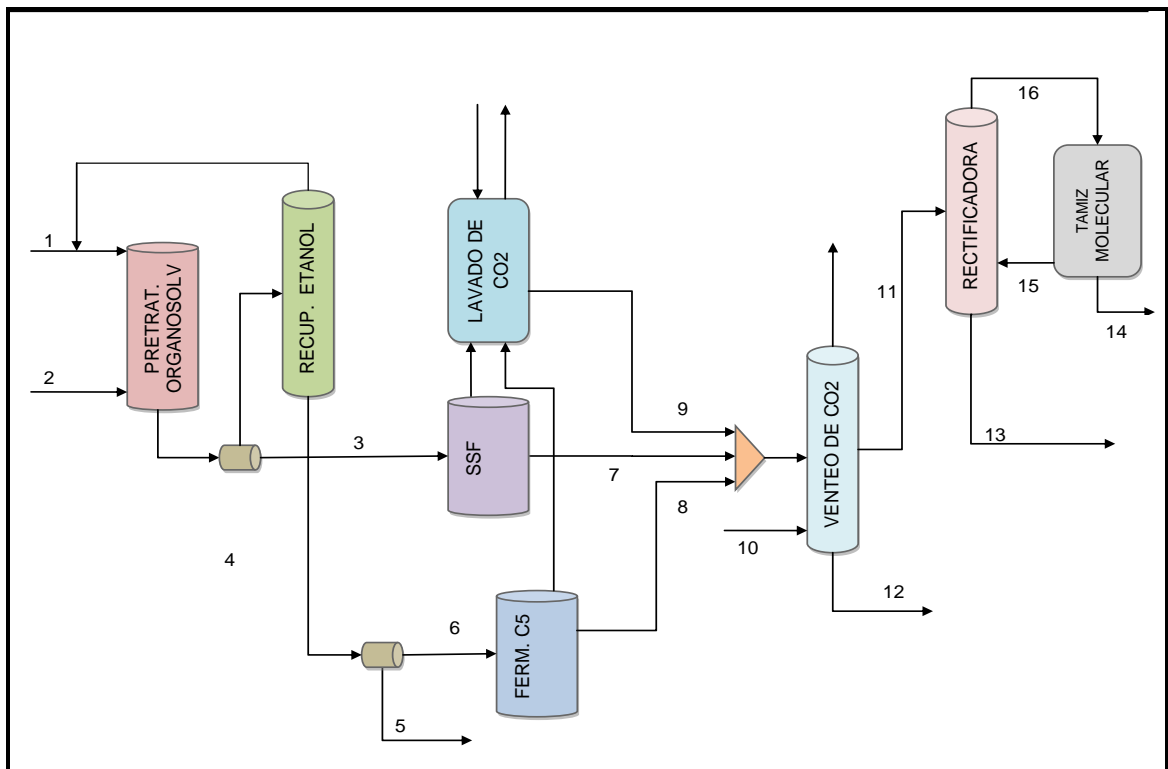 16
TAMIZ
MOLECULAR
RECTIFICADORA
LAVADO DE
CO2
RECUP. ETANOL
1
PRETRAT.
ORGANOSOLV
11
15
14
2
VENTEO DE CO2
9
3
SSF
7
13
8
10
4
12
6
FERM. C5
5